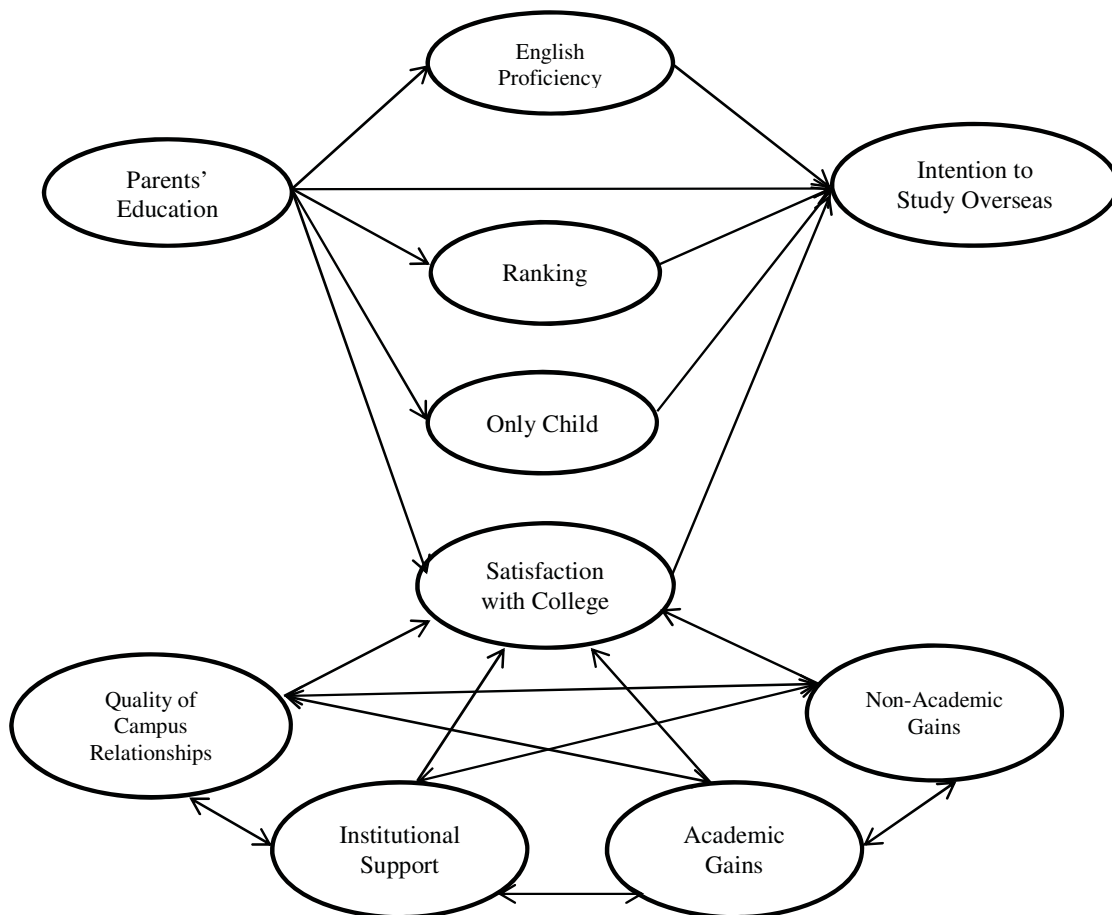 English
Proficiency
Parents’
Education
Intention to
Study Overseas
Ranking
Only Child
Satisfaction
with College
Quality of
Campus
Relationships
Non-Academic
Gains
Institutional
Support
Academic
Gains